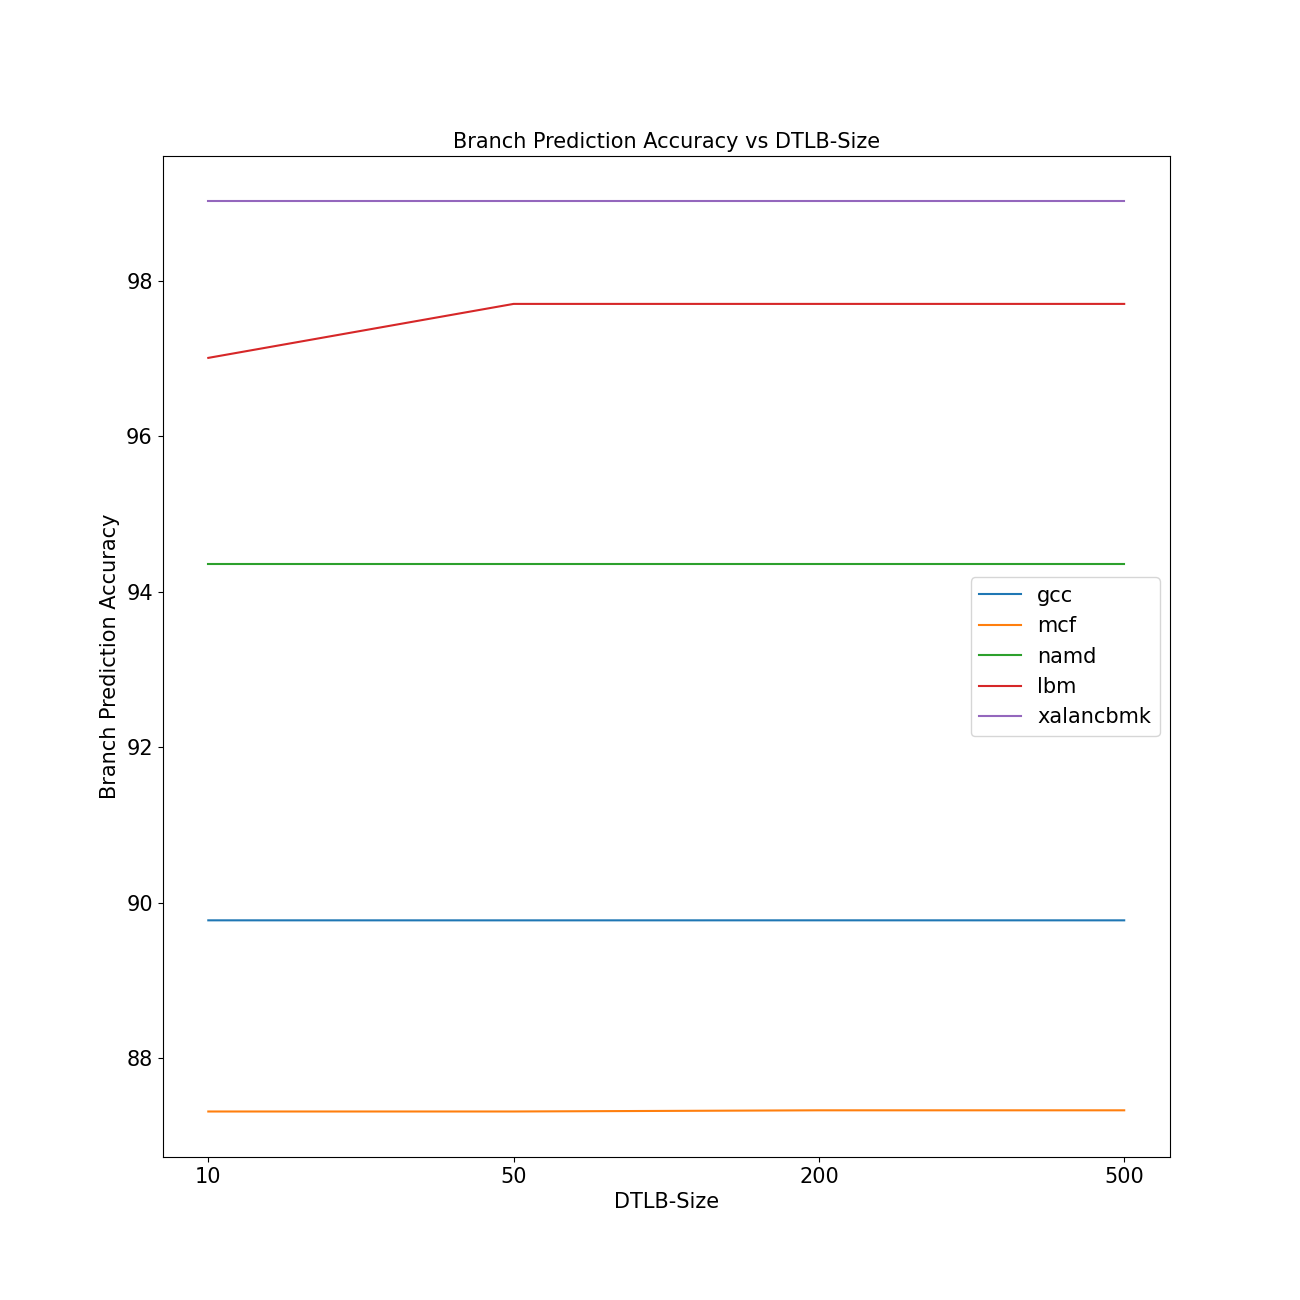 Branch Prediction Accuracy vs DTLB-Size
98
96
94
92
90
88
Branch Prediction Accuracy
gcc
mcf
namd
lbm
xalancbmk
10 50 200 500
DTLB-Size